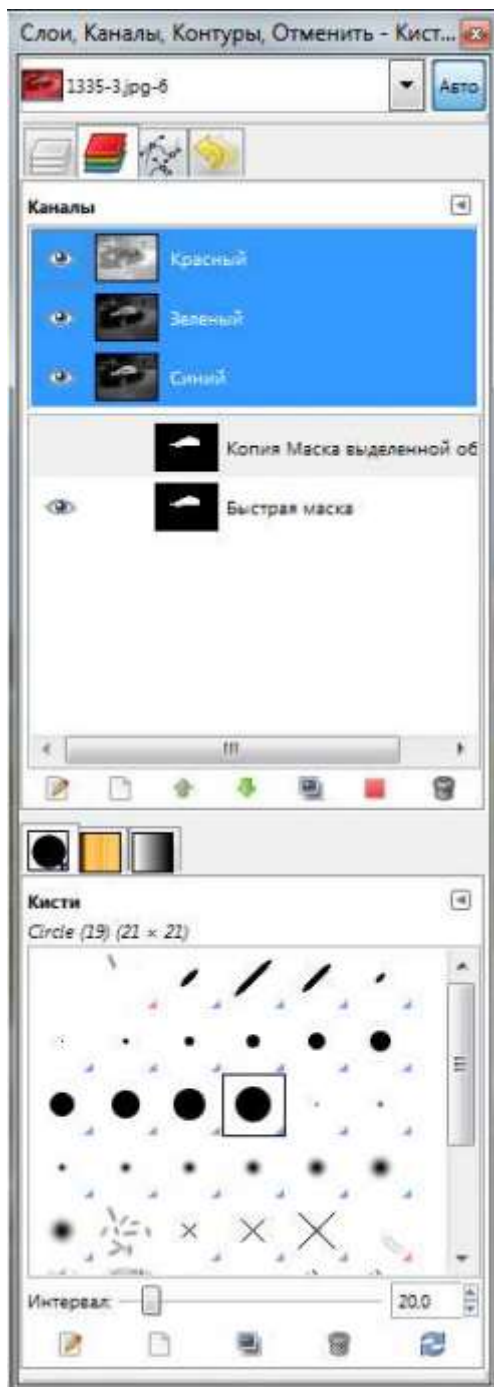 Слои, Каналы, Контуры, Отменить - Кист...
1335-3.jpg-6
Авто
Каналы
Красный
Зеленый
Синий
Копия Маска выделенной об
Быстрая маска
Кисти
Circle (19) (21 × 21)
Интервал:
20,0